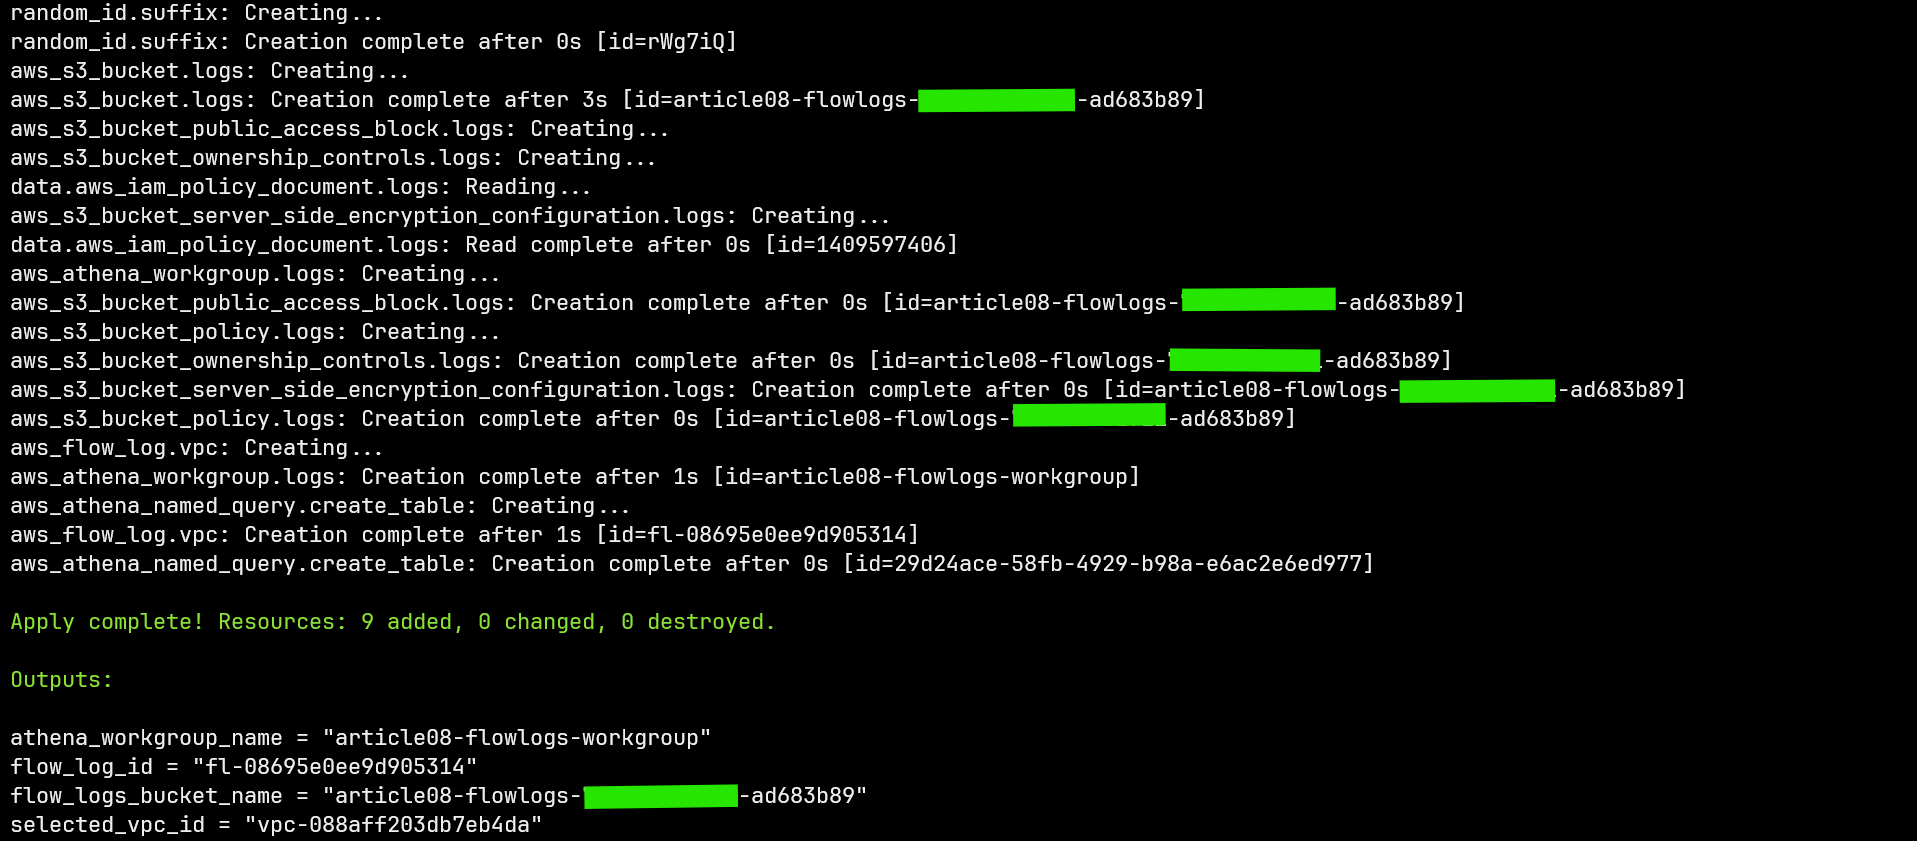 random_id.suffix: Creating...
random_id.suffix: Creation complete after 0s [id=rWg7iQ]
aws_s3_bucket.logs: Creating...
aws_s3_bucket.logs: Creation complete after 3s [id=article08-flowlogs-          -ad683b89]
aws_s3_bucket_public_access_block.logs: Creating...
aws_s3_bucket_ownership_controls.logs: Creating...
data.aws_iam_policy_document.logs: Reading...
aws_s3_bucket_server_side_encryption_configuration.logs: Creating...
data.aws_iam_policy_document.logs: Read complete after 0s [id=1409597406]
aws_athena_workgroup.logs: Creating...
aws_s3_bucket_public_access_block.logs: Creation complete after 0s [id=article08-flowlogs-          -ad683b89]
aws_s3_bucket_policy.logs: Creating...
aws_s3_bucket_ownership_controls.logs: Creation complete after 0s [id=article08-flowlogs-          -ad683b89]
aws_s3_bucket_server_side_encryption_configuration.logs: Creation complete after 0s [id=article08-flowlogs-          -ad683b89]
aws_s3_bucket_policy.logs: Creation complete after 0s [id=article08-flowlogs-          -ad683b89]
aws_flow_log.vpc: Creating...
aws_athena_workgroup.logs: Creation complete after 1s [id=article08-flowlogs-workgroup]
aws_athena_named_query.create_table: Creating...
aws_flow_log.vpc: Creation complete after 1s [id=fl-08695e0ee9d905314]
aws_athena_named_query.create_table: Creation complete after 0s [id=29d24ace-58fb-4929-b98a-e6ac2e6ed977]
Apply complete! Resources: 9 added, 0 changed, 0 destroyed.
Outputs:
athena_workgroup_name = "article08-flowlogs-workgroup"
flow_log_id = "fl-08695e0ee9d905314"
flow_logs_bucket_name = "article08-flowlogs-          -ad683b89"
selected_vpc_id = "vpc-088aff203db7eb4da"